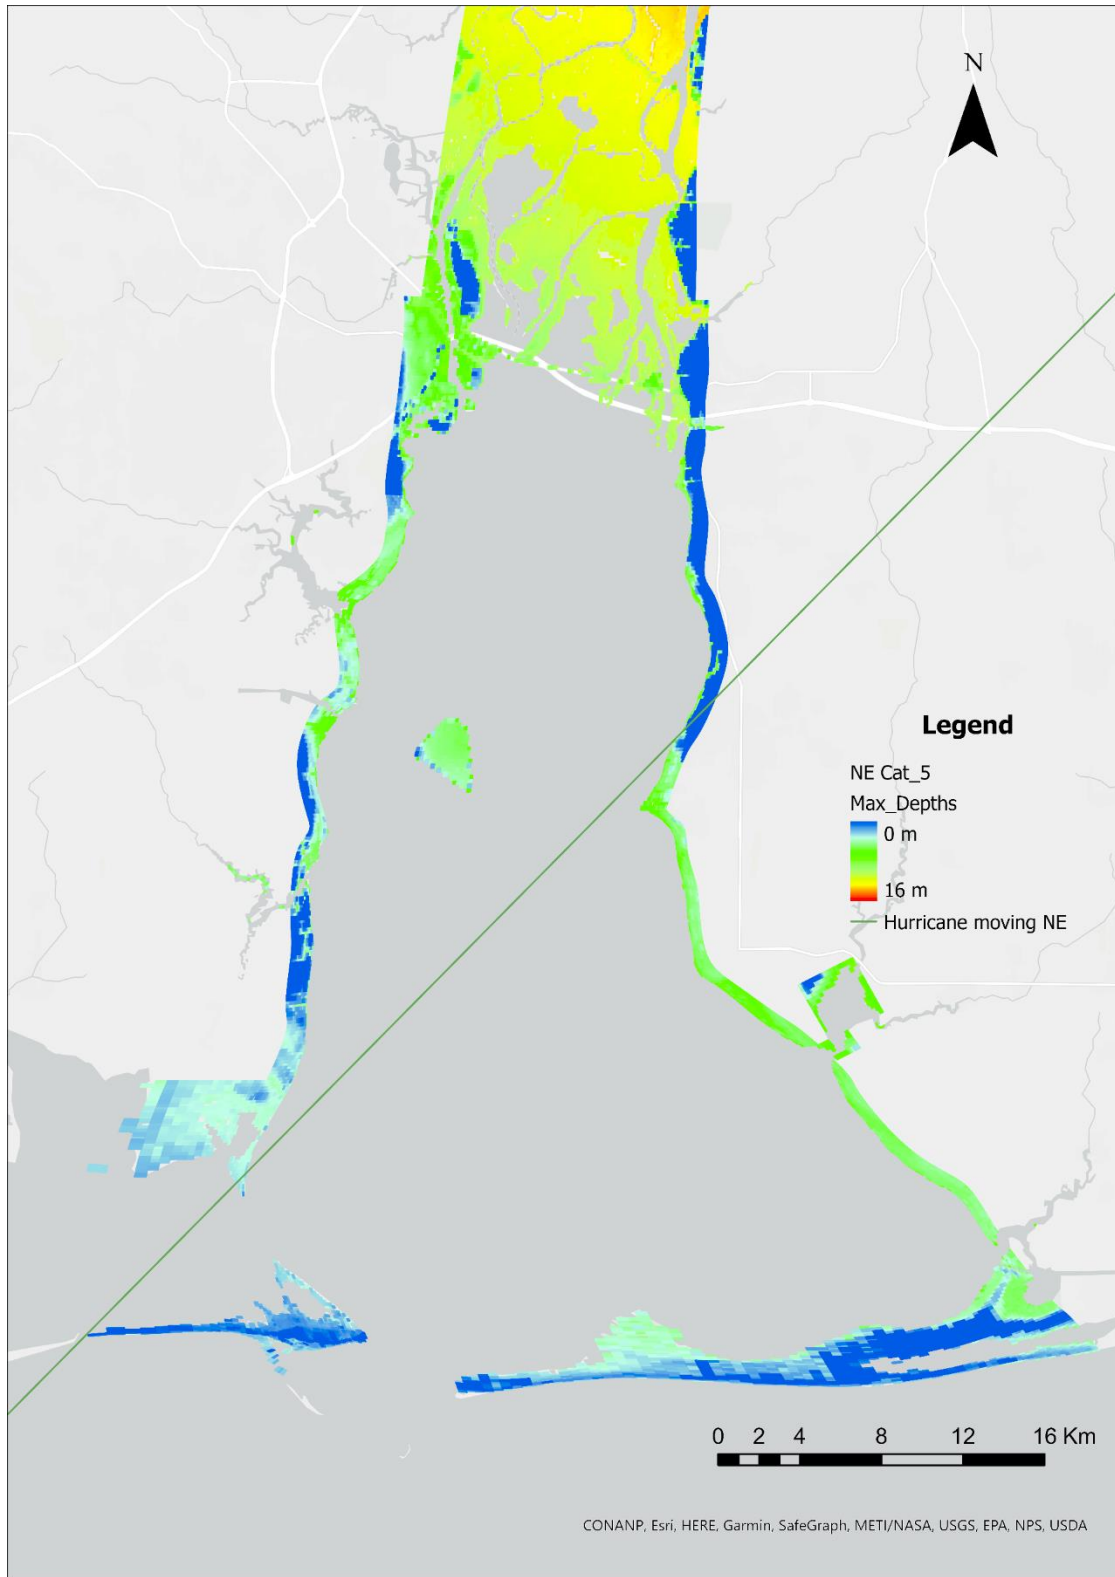 N
Legend
NE Cat_5
Max_Depths
0 m
16 m
Hurricane moving NE
0 2 4 8 12 16 Km
CONANP, Esri, HERE, Garmin, SafeGraph, METI/NASA, USGS, EPA, NPS, USDA